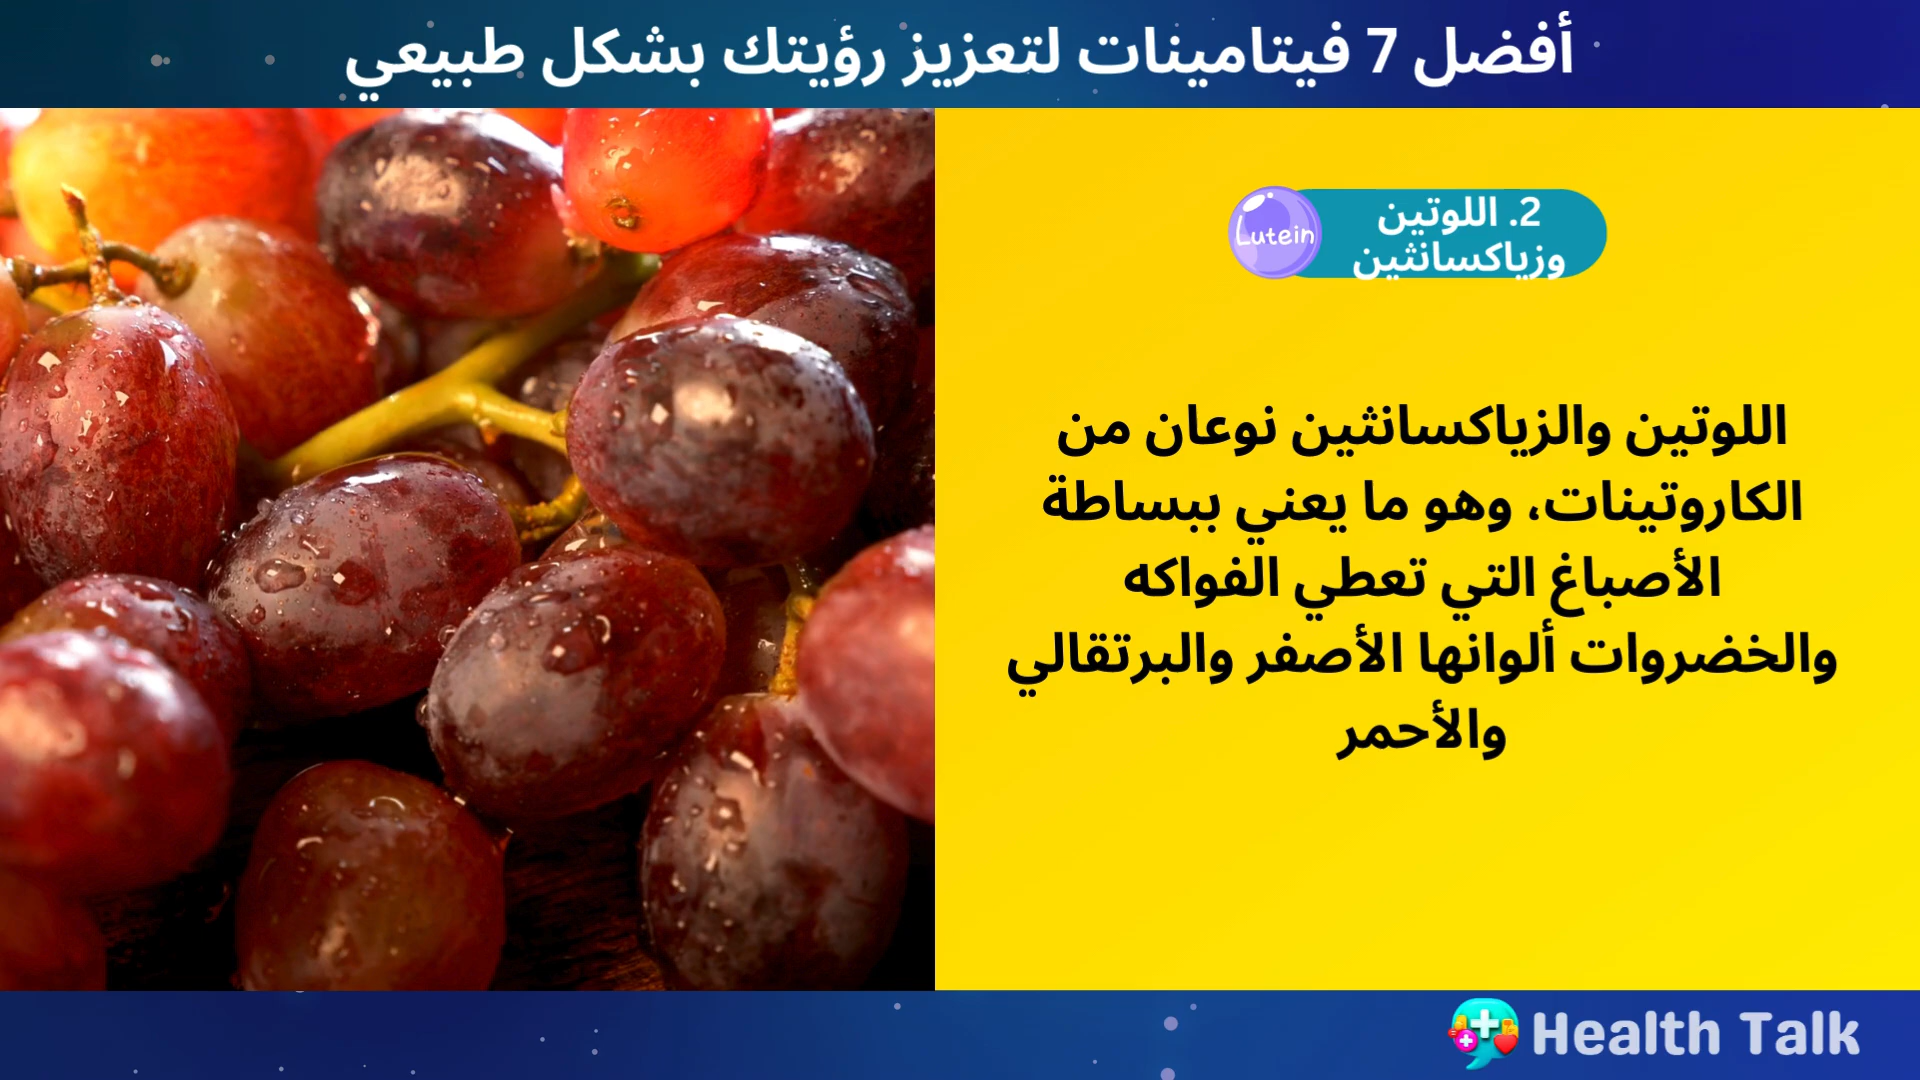 أفضل 7 فيتامينات لتعزيز رؤيتك بشكل طبيعي
2. اللوتين
وزياكسانثين
Lutein
اللوتين والزياكسانثين نوعان من
الكاروتينات، وهو ما يعني ببساطة
الأصباغ التي تعطي الفواكه
والخضروات ألوانها الأصفر والبرتقالي
والأحمر
Health Talk